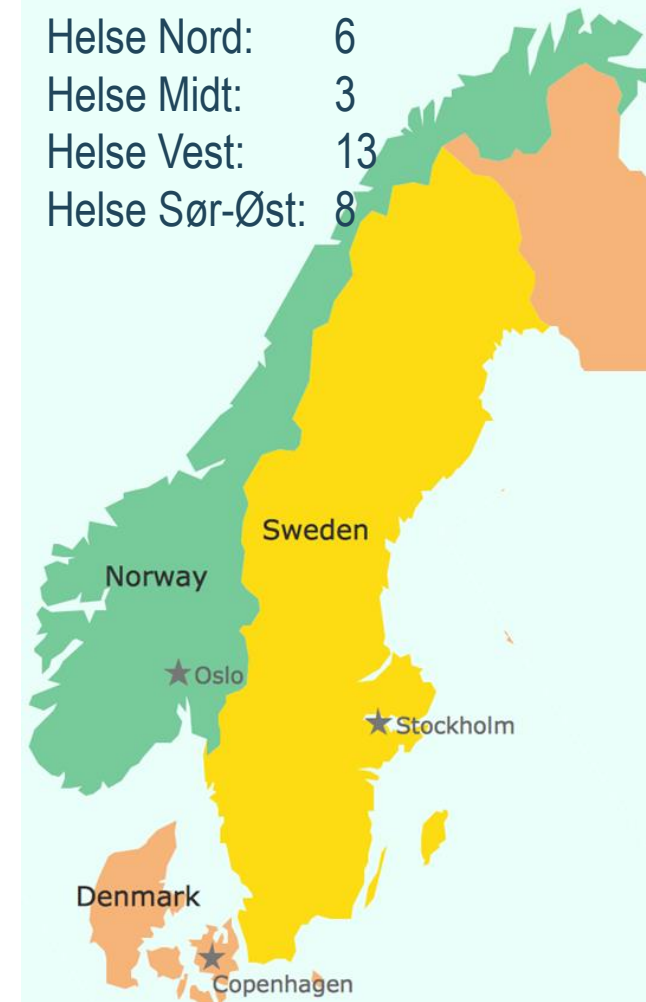 Helse Nord: 6
Helse Midt: 3
Helse Vest: 13
Helse Sør-Øst: 8
Sweden
Norway
Oslo
Stockholm
Denmark
Copenhagen